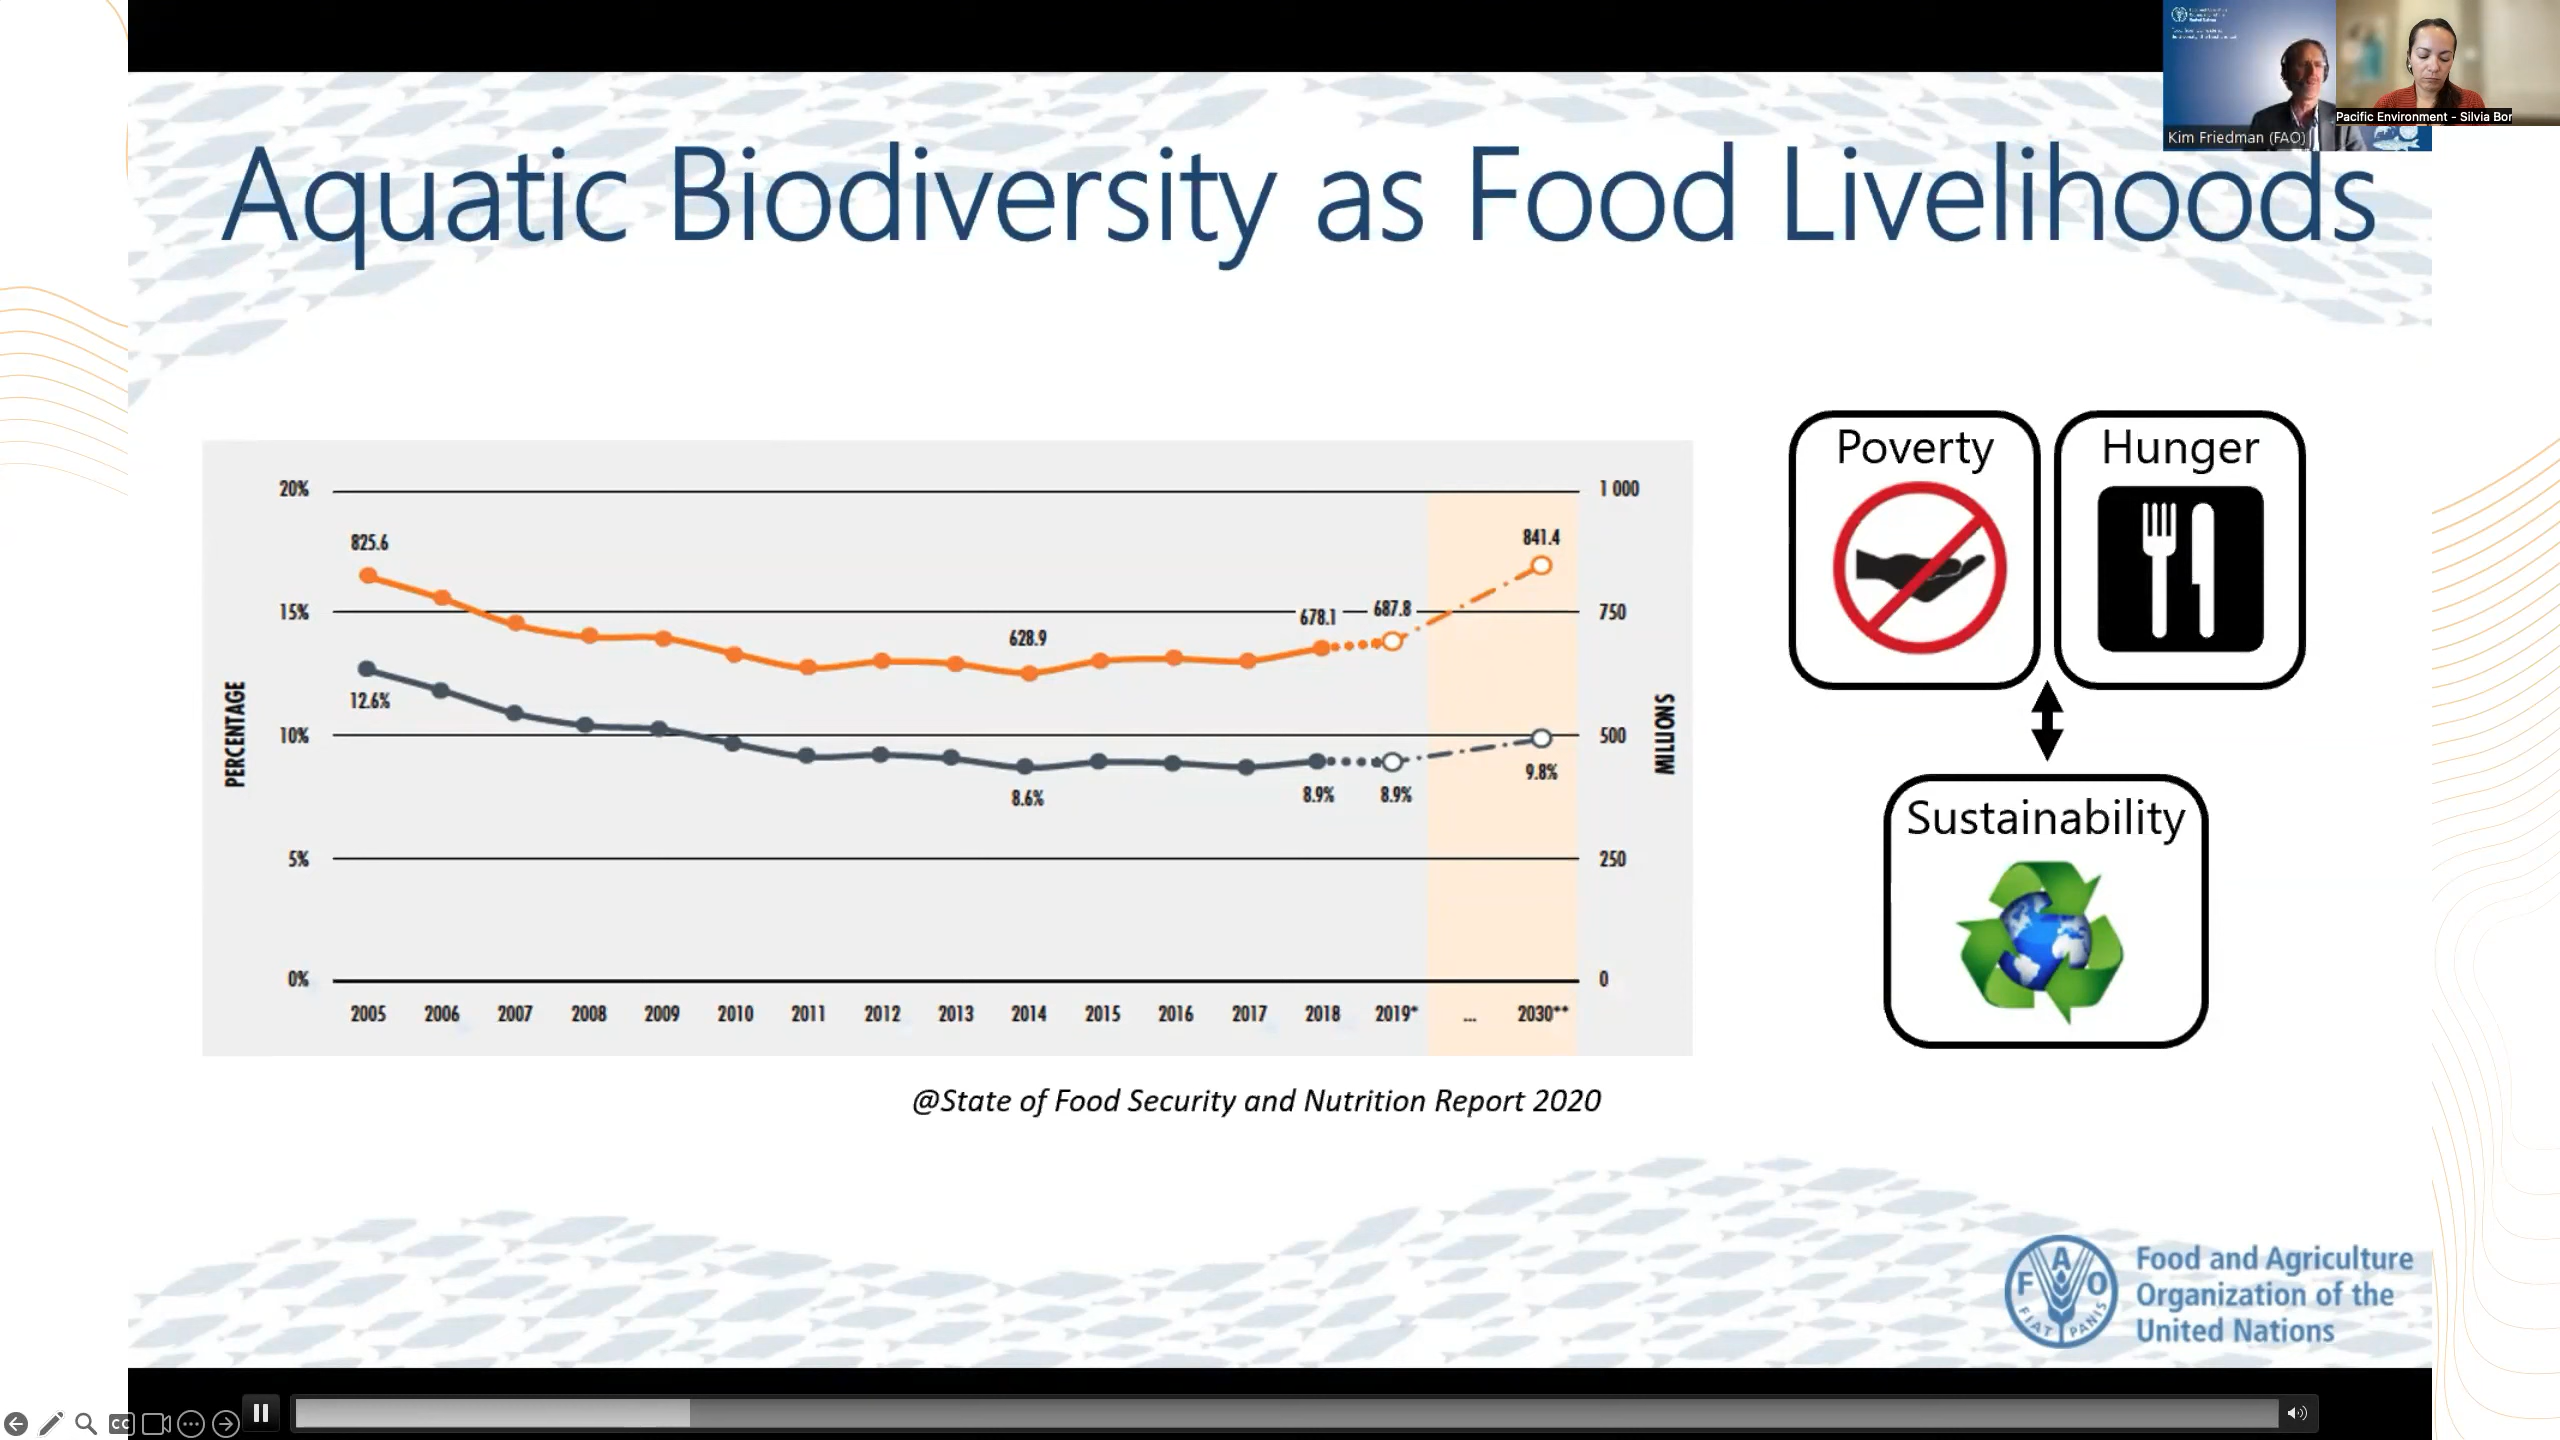 Kim Friedman (FAO)
Pacific Environment - Silvia Bor
Aquatic Biodiversity as Food Livelihoods
20%
15%
10%
5%
0%
PERCENTAGE
1 000
750
500
250
0
MILLIONS
825.6
628.9
678.1
687.8
841.4
12.6%
8.6%
8.9%
8.9%
9.8%
2005 2006 2007 2008 2009 2010 2011 2012 2013 2014 2015 2016 2017 2018 2019* ... 2030**
@State of Food Security and Nutrition Report 2020
Poverty
Hunger
Sustainability
F A O
FIAT PANIS
Food and Agriculture
Organization of the
United Nations
CC